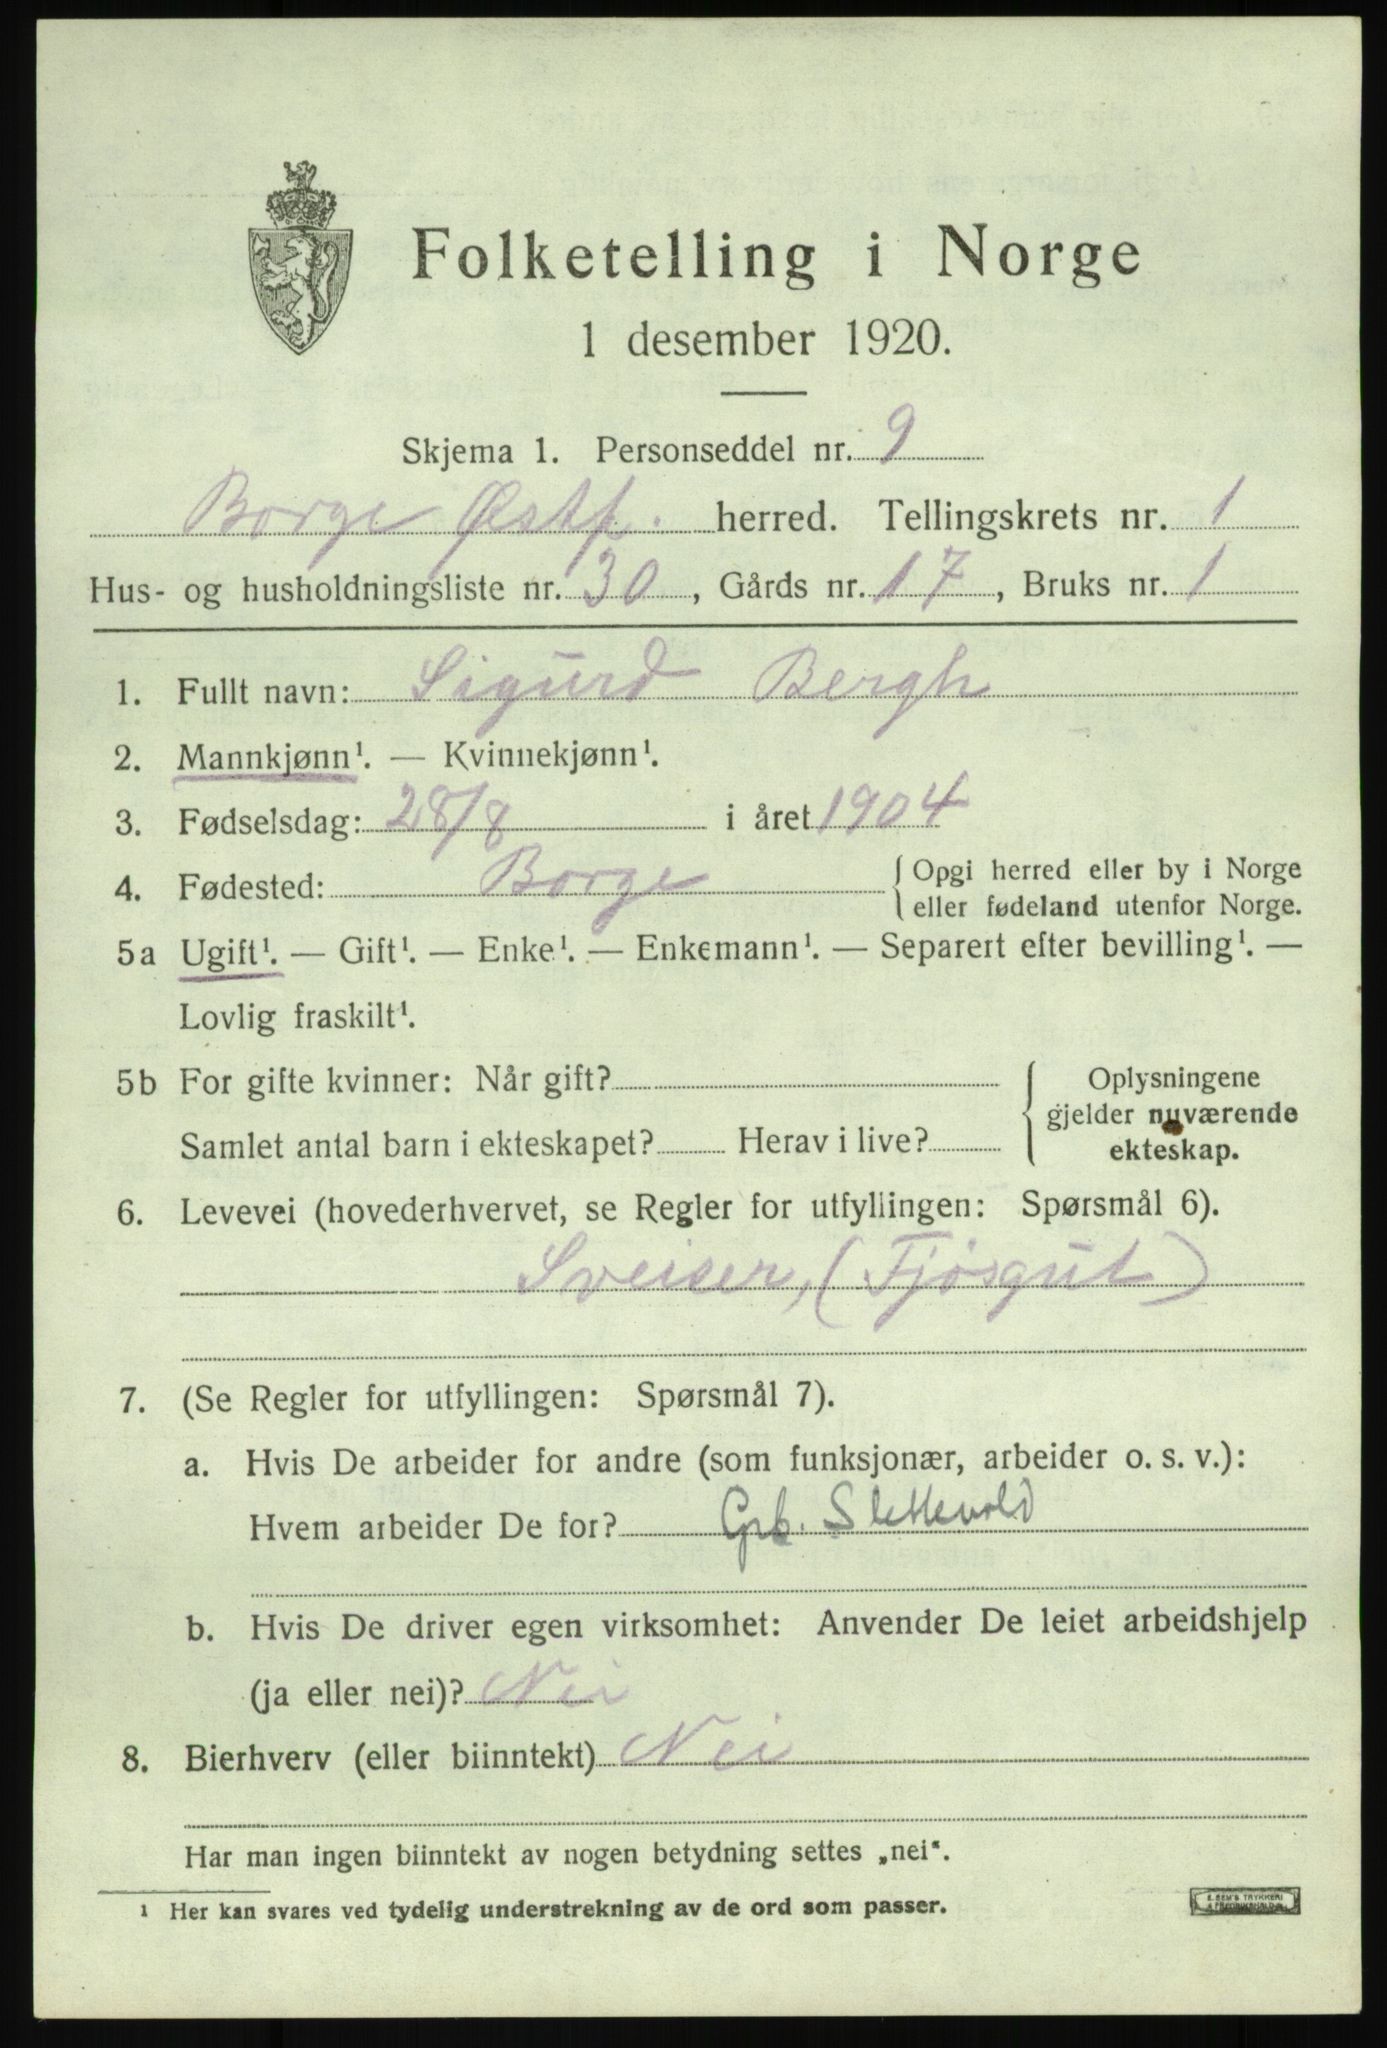 Folketelling i Norge
1 desember 1920.
Skjema 1. Personseddel nr. 9
Borge Østf. herred. Tellingskrets nr. 1
Hus- og husholdningsliste nr. 30, Gårds nr. 17, Bruks nr. 1
1. Fullt navn: Sigurd Bergh
2. Mannkjønn¹. — Kvinnekjønn¹.
3. Fødselsdag: 28/8 i året 1904
4. Fødested: Borge { Opgi herred eller by i Norge
eller fødeland utenfor Norge.
5a Ugift¹. — Gift¹. — Enke¹. — Enkemann¹. — Separert efter bevilling¹. —
Lovlig fraskilt¹.
5b For gifte kvinner: Når gift?
Samlet antal barn i ekteskapet? Herav i live?
{ Oplysningene
gjelder nuværende
ekteskap.
6. Levevei (hovederhvervet, se Regler for utfyllingen: Spørsmål 6).
Sveiser, (Fjøsgut)
7. (Se Regler for utfyllingen: Spørsmål 7).
a. Hvis De arbeider for andre (som funksjonær, arbeider o. s. v.):
Hvem arbeider De for? Grb. Slettevold
b. Hvis De driver egen virksomhet: Anvender De leiet arbeidshjelp
(ja eller nei)? Nei
8. Bierhverv (eller biinntekt) Nei
Har man ingen biinntekt av nogen betydning settes „nei“.
1 Her kan svares ved tydelig understrekning av de ord som passer.